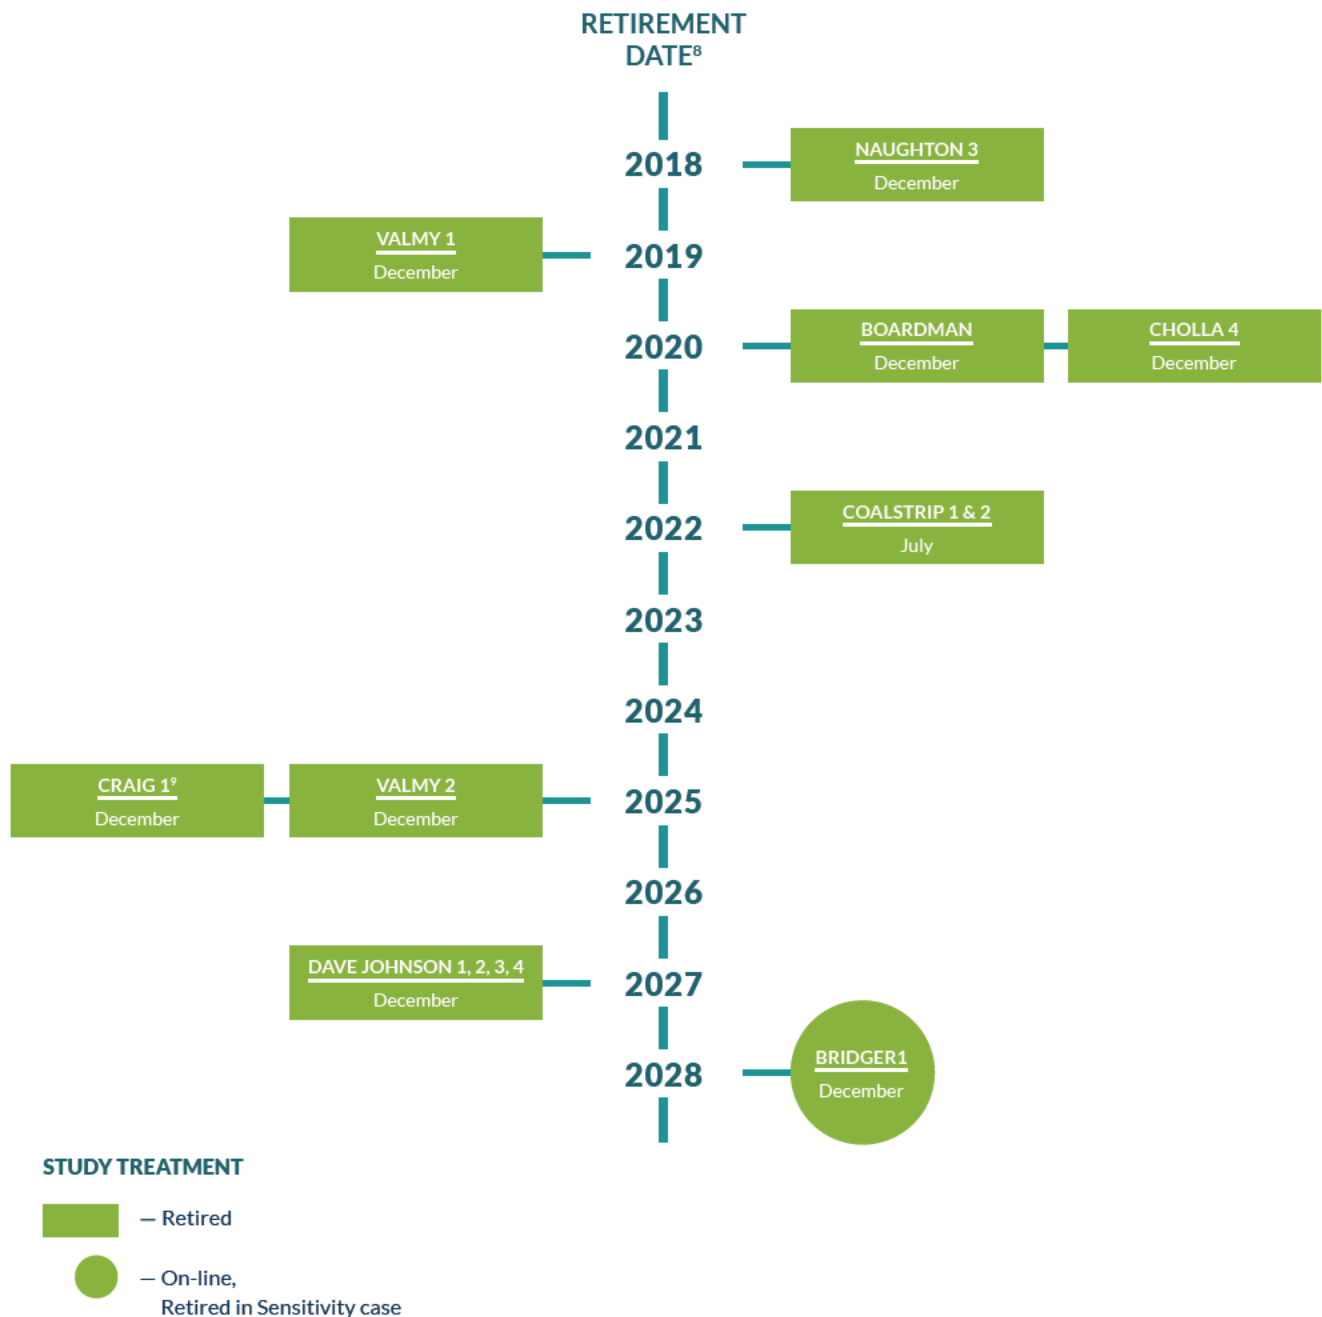 RETIREMENT
DATE⁸
2018
NAUGHTON 3
December
VALMY 1
December
2019
2020
BOARDMAN
December
CHOLLA 4
December
2021
2022
COALSTRIP 1 & 2
July
2023
2024
CRAIG 1⁹
December
VALMY 2
December
2025
2026
DAVE JOHNSON 1, 2, 3, 4
December
2027
2028
BRIDGER1
December
STUDY TREATMENT
— Retired
— On-line,
Retired in Sensitivity case